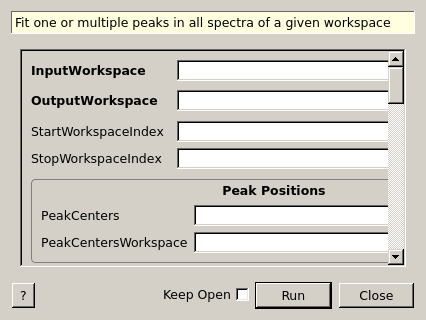 Fit one or multiple peaks in all spectra of a given workspace
InputWorkspace
OutputWorkspace
StartWorkspaceIndex
StopWorkspaceIndex
Peak Positions
PeakCenters
PeakCentersWorkspace
? Keep Open Run Close